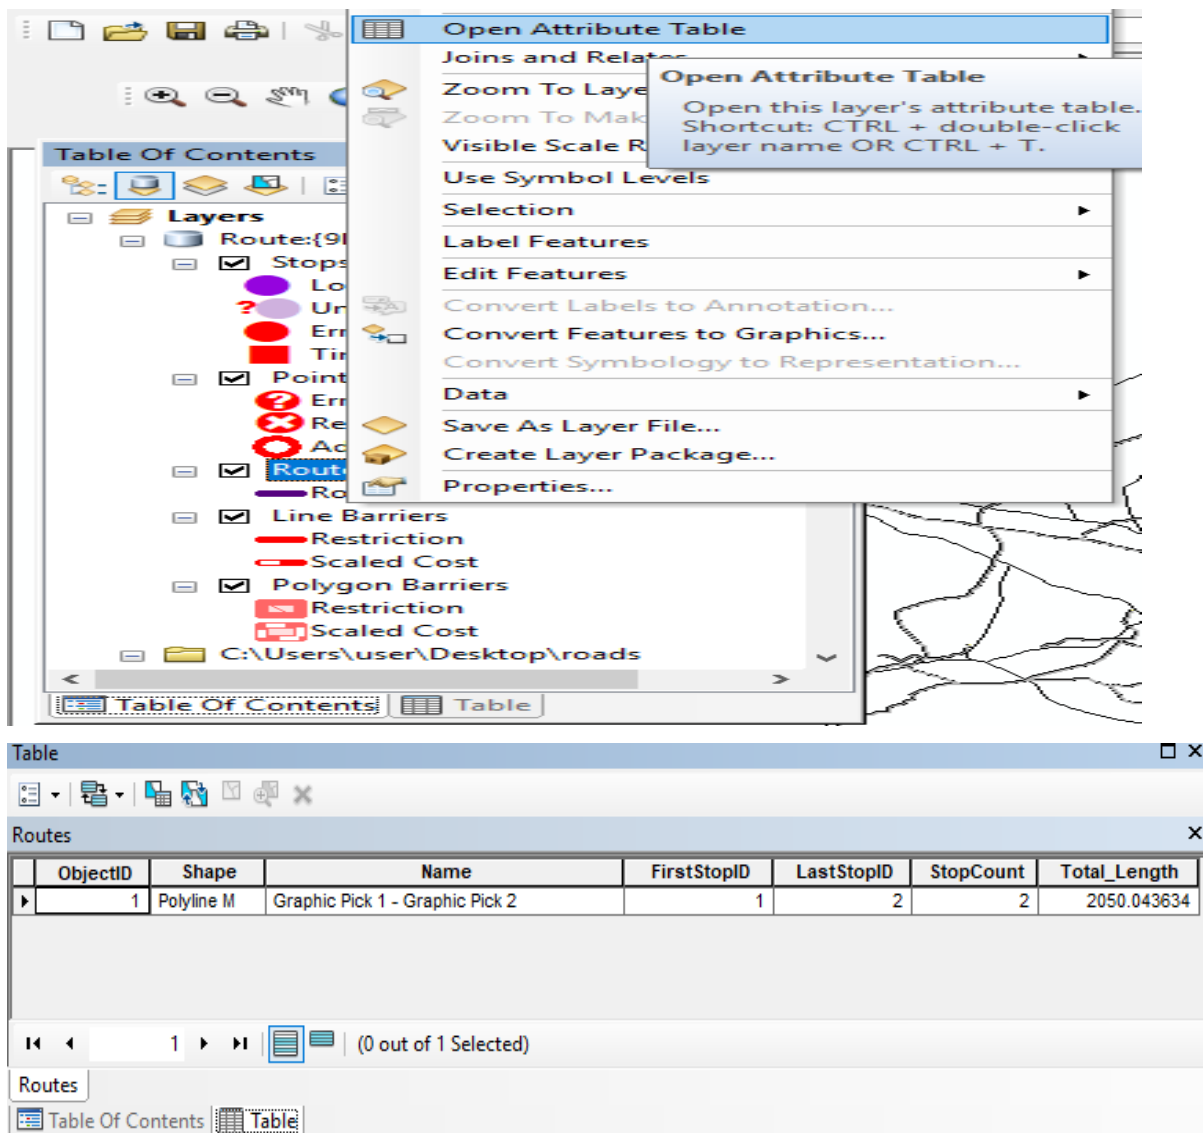 Open Attribute Table
Joins and Relates
Open Attribute Table
Open this layer's attribute table.
Shortcut: CTRL + double-click
layer name OR CTRL + T.
Zoom To Laye
Zoom To Mak
Visible Scale R
Use Symbol Levels
Selection
Label Features
Edit Features
Convert Labels to Annotation...
Convert Features to Graphics...
Convert Symbology to Representation...
Data
Save As Layer File...
Create Layer Package...
Properties...
Table Of Contents
Layers
Route:{9
Stops
Lo
Un
Err
Tir
Point
Err
Re
Ad
Rout
Ro
Line Barriers
Restriction
Scaled Cost
Polygon Barriers
Restriction
Scaled Cost
C:\Users\user\Desktop\roads
Table Of Contents Table
Table
Routes
ObjectID Shape Name FirstStopID LastStopID StopCount Total_Length
1 Polyline M Graphic Pick 1 - Graphic Pick 2 1 2 2 2050.043634
1 (0 out of 1 Selected)
Routes
Table Of Contents Table